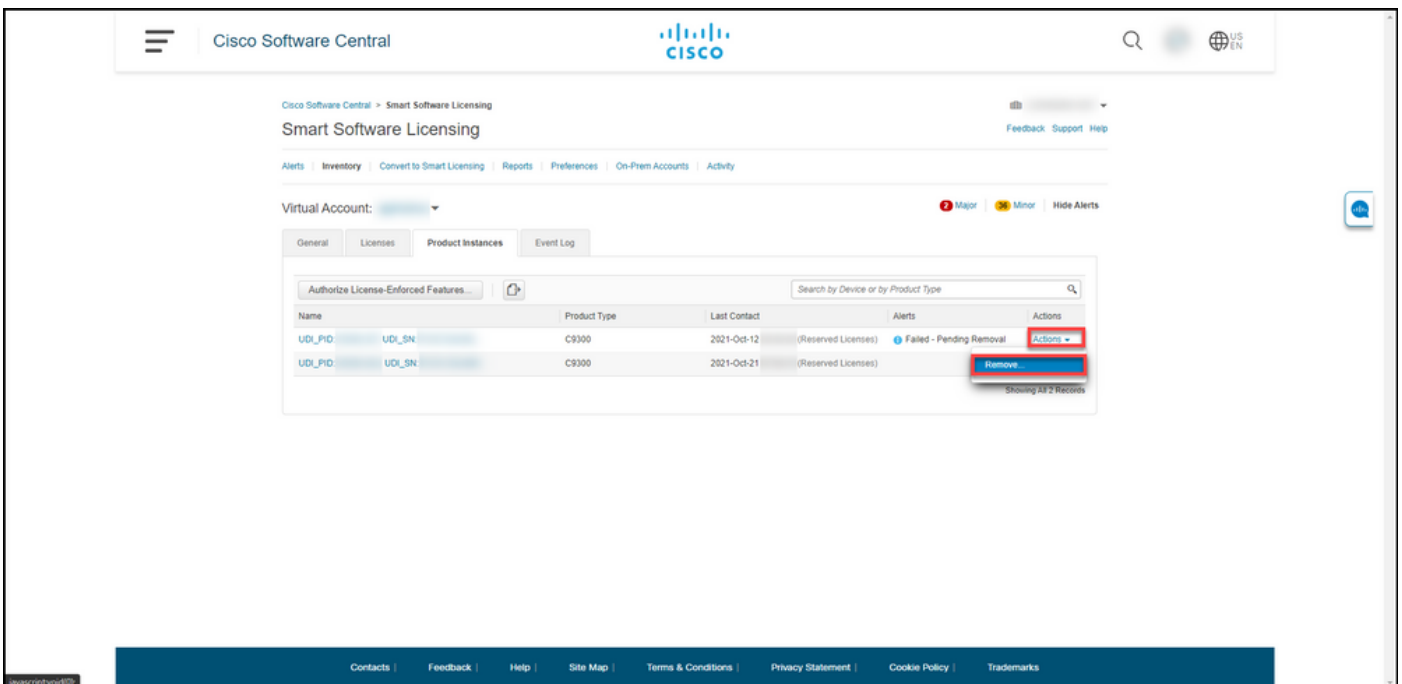 Cisco Software Central
CISCO
US
EN
Cisco Software Central > Smart Software Licensing
Smart Software Licensing
Feedback Support Help
Alerts | Inventory | Convert to Smart Licensing | Reports | Preferences | On-Prem Accounts | Activity
Virtual Account:
2 Major | 36 Minor | Hide Alerts
General Licenses Product Instances Event Log
Authorize License-Enforced Features... Search by Device or by Product Type
Name Product Type Last Contact Alerts Actions
UDI_PID: UDI_SN: C9300 2021-Oct-12 (Reserved Licenses) Failed - Pending Removal Actions
UDI_PID: UDI_SN: C9300 2021-Oct-21 (Reserved Licenses) Remove...
Showing All 2 Records
Contacts | Feedback | Help | Site Map | Terms & Conditions | Privacy Statement | Cookie Policy | Trademarks